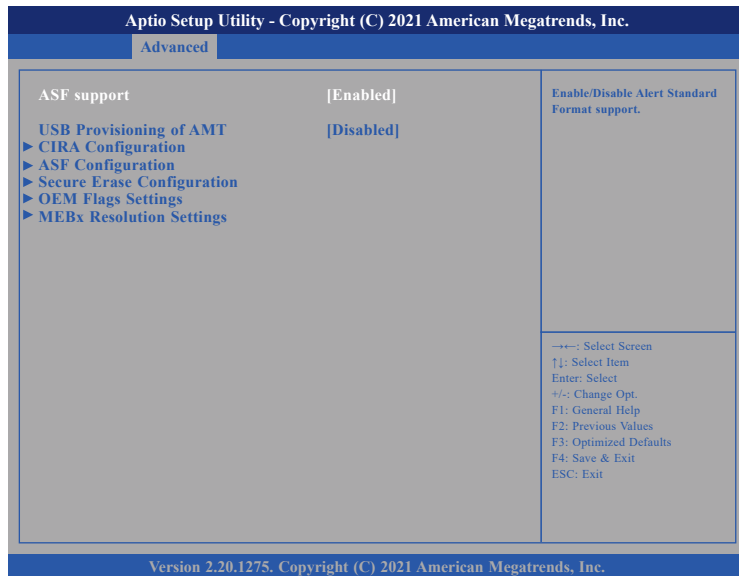 Aptio Setup Utility - Copyright (C) 2021 American Megatrends, Inc.
Advanced
ASF support [Enabled]
USB Provisioning of AMT [Disabled]
► CIRA Configuration
► ASF Configuration
► Secure Erase Configuration
► OEM Flags Settings
► MEBx Resolution Settings
Enable/Disable Alert Standard
Format support.
→←: Select Screen
↑↓: Select Item
Enter: Select
+/-: Change Opt.
F1: General Help
F2: Previous Values
F3: Optimized Defaults
F4: Save & Exit
ESC: Exit
Version 2.20.1275. Copyright (C) 2021 American Megatrends, Inc.